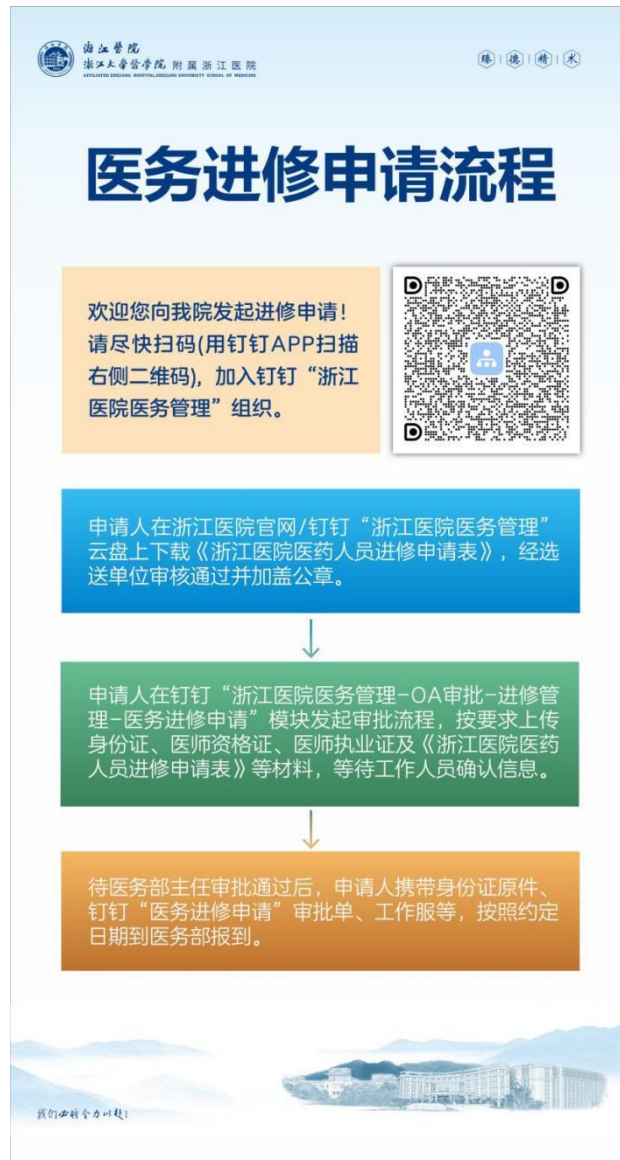 浙江醫院
浙江大学醫学院 附属浙江医院
AFFILIATED ZHEJIANG HOSPITAL,ZHEJIANG UNIVERSITY SCHOOL OF MEDICINE
臻 德 精 术
医务进修申请流程
欢迎您向我院发起进修申请！
请尽快扫码(用钉钉APP扫描
右侧二维码)，加入钉钉“浙江
医院医务管理”组织。
申请人在浙江医院官网/钉钉“浙江医院医务管理”
云盘上下载《浙江医院医药人员进修申请表》，经选
送单位审核通过并加盖公章。
申请人在钉钉“浙江医院医务管理-OA审批-进修管
理-医务进修申请”模块发起审批流程，按要求上传
身份证、医师资格证、医师执业证及《浙江医院医药
人员进修申请表》等材料，等待工作人员确认信息。
待医务部主任审批通过后，申请人携带身份证原件、
钉钉“医务进修申请”审批单、工作服等，按照约定
日期到医务部报到。
我们必将全力以赴！